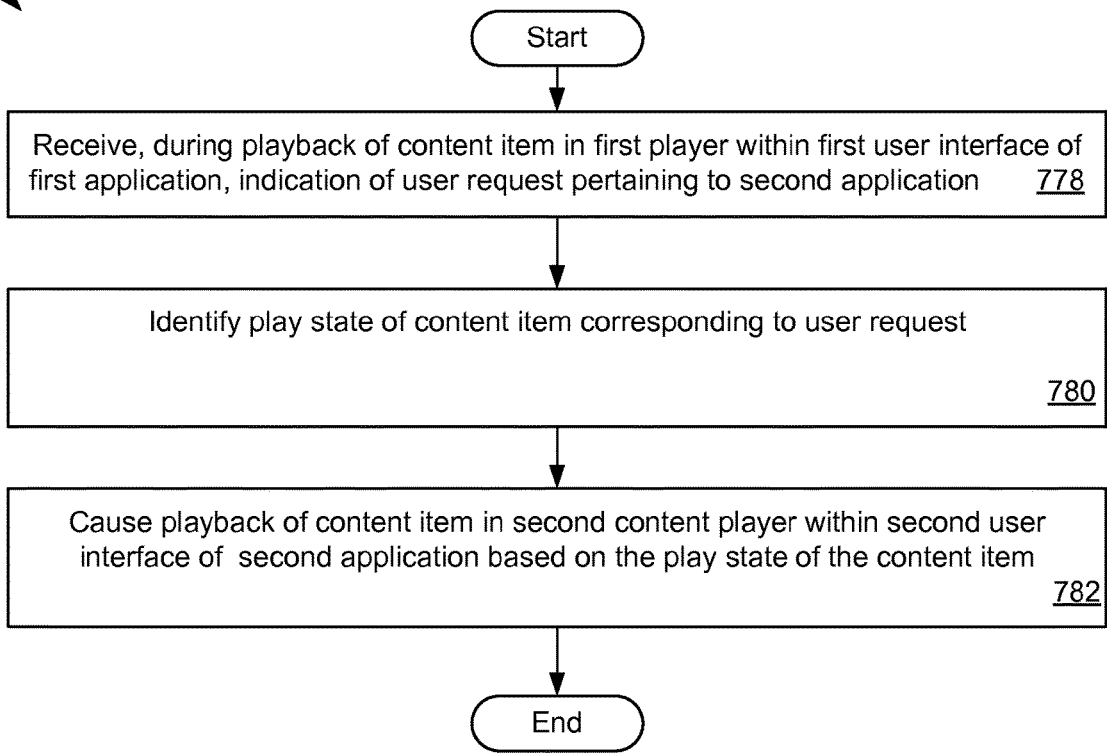 Start
Receive, during playback of content item in first player within first user interface of
first application, indication of user request pertaining to second application 778
Identify play state of content item corresponding to user request
780
Cause playback of content item in second content player within second user
interface of second application based on the play state of the content item
782
End